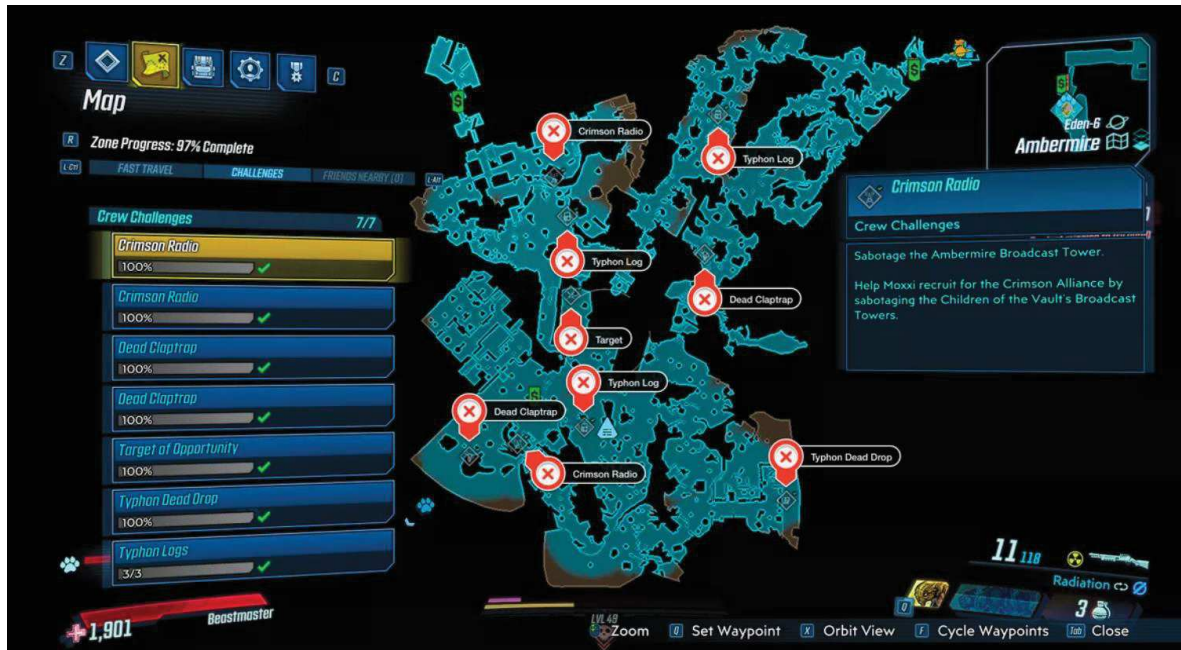 Z
C
Map
R
Zone Progress: 97% Complete
L-Ctrl
FAST TRAVEL
CHALLENGES
FRIENDS NEARBY (0)
L-Alt
Crew Challenges
7/7
Crimson Radio
100%
Crimson Radio
100%
Dead Claptrap
100%
Dead Claptrap
100%
Target of Opportunity
100%
Typhon Dead Drop
100%
Typhon Logs
3/3
1,901
Beastmaster
Crimson Radio
Typhon Log
Typhon Log
Dead Claptrap
Target
Typhon Log
Dead Claptrap
Typhon Dead Drop
Crimson Radio
$
$
$
$
Eden-6
Ambermire
Crimson Radio
Crew Challenges
Sabotage the Ambermire Broadcast Tower.
Help Moxxi recruit for the Crimson Alliance by
sabotaging the Children of the Vault's Broadcast
Towers.
11 118
Radiation
Q
3
LVL 48
Zoom
Q Set Waypoint
X Orbit View
F Cycle Waypoints
Tab Close